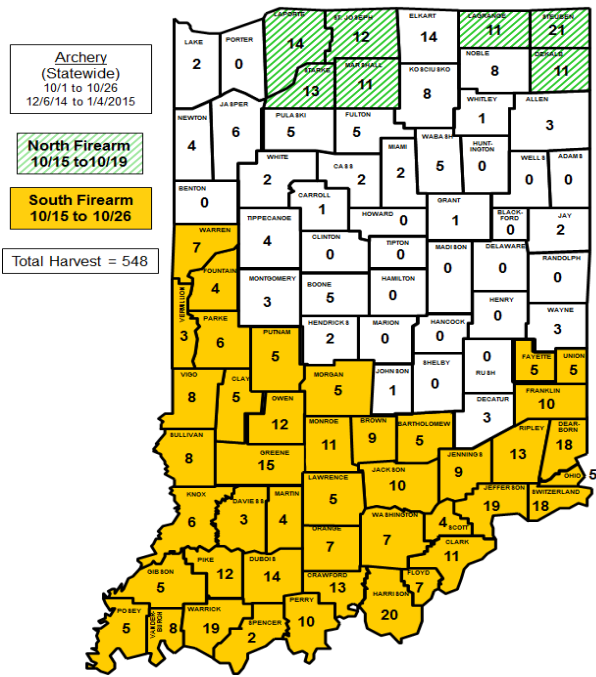 Archery
(Statewide)
10/1 to 10/26
12/6/14 to 1/4/2015
North Firearm
10/15 to10/19
South Firearm
10/15 to 10/26
Total Harvest = 548
LAKE
2
PORTER
0
LAPORTE
14
ST. JOSEPH
12
ELKART
14
LAGRANGE
11
STEUBEN
21
STARKE
13
MARSHALL
11
KOSCIUSKO
8
NOBLE
8
DEKALB
11
NEWTON
4
JASPER
6
PULASKI
5
FULTON
5
WHITLEY
1
ALLEN
3
WHITE
2
CASS
2
MIAMI
2
WABASH
5
HUNT-
INGTON
0
WELLS
0
ADAMS
0
BENTON
0
CARROLL
1
HOWARD 0
GRANT
1
BLACK-
FORD
0
JAY
2
WARREN
7
TIPPECANOE
4
CLINTON
0
TIPTON
0
MADISON
0
DELAWARE
0
RANDOLPH
0
FOUNTAIN
4
MONTGOMERY
3
BOONE
5
HAMILTON
0
HENRY
0
WAYNE
3
VERMILLION
3
PARKE
6
PUTNAM
5
HENDRICKS
2
MARION
0
HANCOCK
0
0
RUSH
FAYETTE
5
UNION
5
VIGO
8
CLAY
5
MORGAN
5
JOHNSON
1
SHELBY
0
DECATUR
3
FRANKLIN
10
OWEN
12
SULLIVAN
8
GREENE
15
MONROE
11
BROWN
9
BARTHOLOMEW
5
JENNINGS
9
RIPLEY
13
DEAR-
BORN
18
OHIO 5
KNOX
6
DAVIESS
3
MARTIN
4
LAWRENCE
5
JACKSON
10
JEFFERSON
19
SWITZERLAND
18
ORANGE
7
WASHINGTON
7
4
SCOTT
CLARK
11
GIBSON
5
PIKE
12
DUBOIS
14
CRAWFORD
13
FLOYD
7
HARRISON
20
POSEY
5
VANDER-
BURGH
8
WARRICK
19
SPENCER
2
PERRY
10